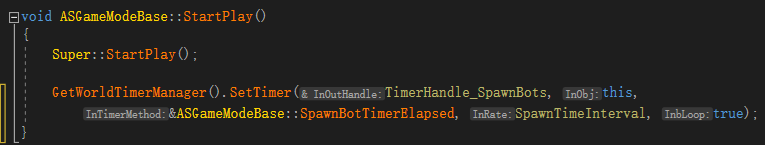 void ASGameModeBase::StartPlay()
{
Super::StartPlay();
GetWorldTimerManager().SetTimer(& InOutHandle:TimerHandle_SpawnBots, InObj:this,
InTimerMethod:&ASGameModeBase::SpawnBotTimerElapsed, InRate:SpawnTimeInterval, InbLoop:true);
}